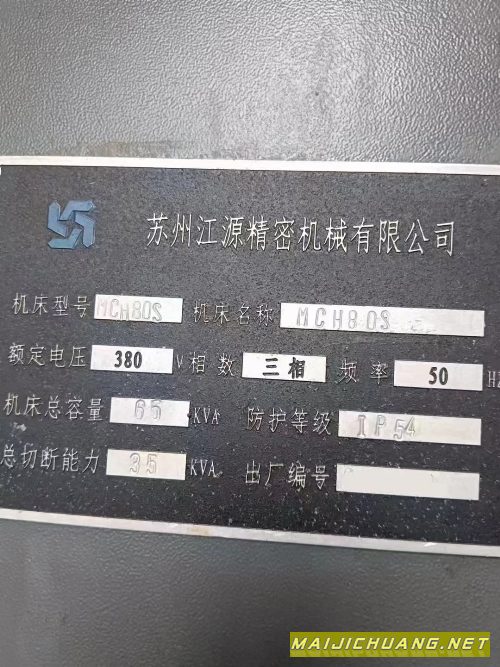 苏州江源精密机械有限公司
机床型号 MCH80S 机床名称 MCH80S
额定电压 380 V 相数 三相 频率 50 HZ
机床总容量 65 KVA 防护等级 IP54
总切断能力 35 KVA 出厂编号
MAIJICHUANG.NET